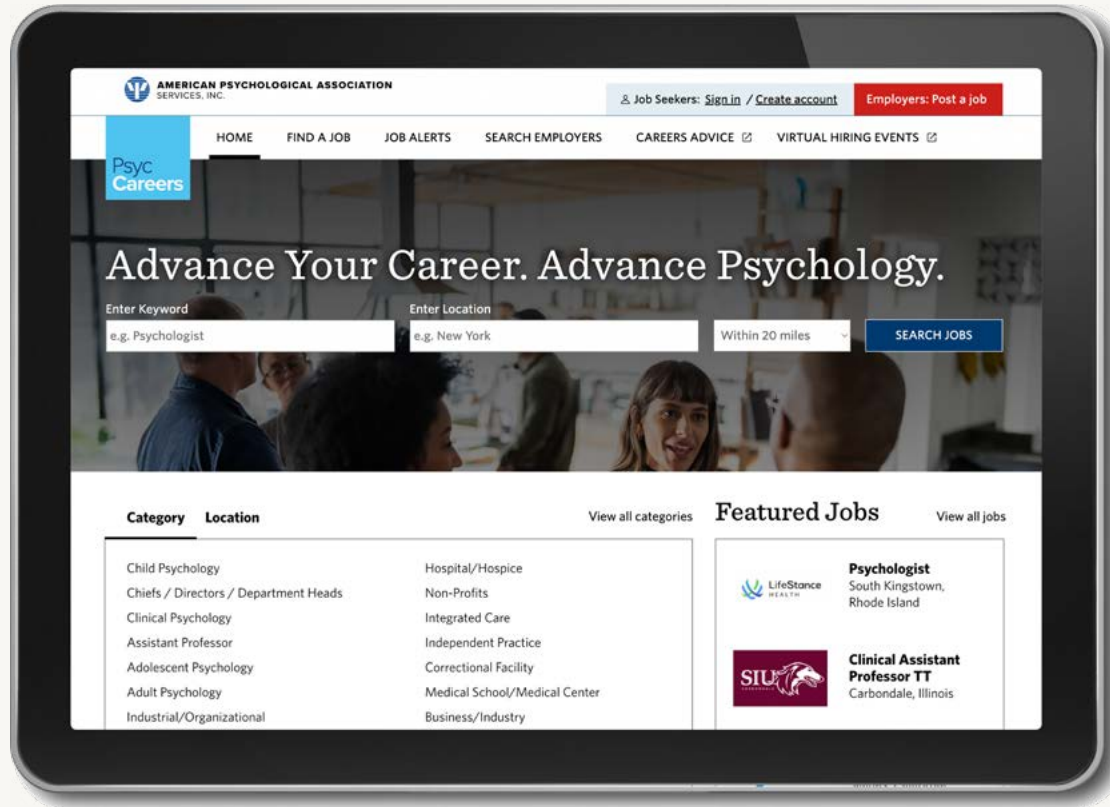 AMERICAN PSYCHOLOGICAL ASSOCIATION
SERVICES, INC.
Job Seekers: Sign in / Create account
Employers: Post a job
Psyc
Careers
HOME
FIND A JOB
JOB ALERTS
SEARCH EMPLOYERS
CAREERS ADVICE
VIRTUAL HIRING EVENTS
Advance Your Career. Advance Psychology.
Enter Keyword
Enter Location
e.g. Psychologist
e.g. New York
Within 20 miles
SEARCH JOBS
Category
Location
View all categories
Child Psychology
Chiefs / Directors / Department Heads
Clinical Psychology
Assistant Professor
Adolescent Psychology
Adult Psychology
Industrial/Organizational
Hospital/Hospice
Non-Profits
Integrated Care
Independent Practice
Correctional Facility
Medical School/Medical Center
Business/Industry
Featured Jobs
View all jobs
LifeStance
HEALTH
Psychologist
South Kingstown,
Rhode Island
SIU
Clinical Assistant
Professor TT
Carbondale, Illinois